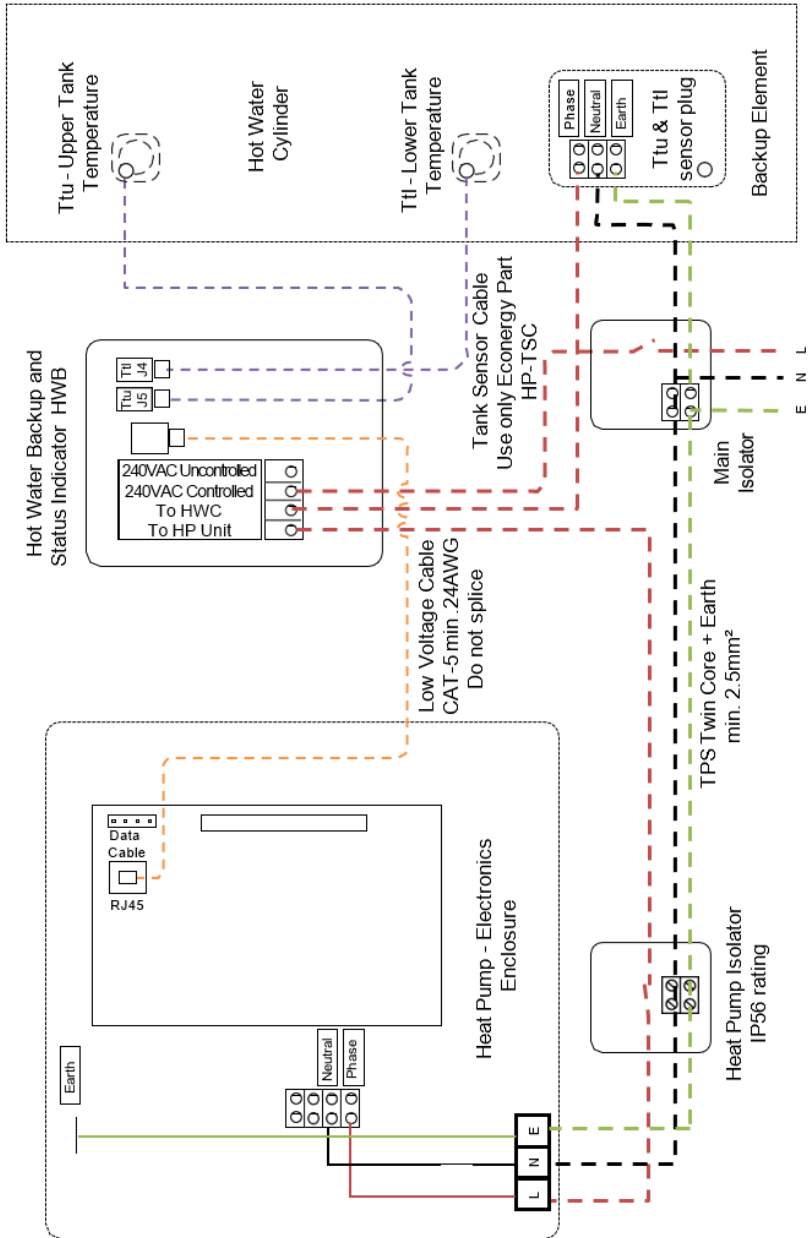 Ttu - Upper Tank
Temperature
Hot Water
Cylinder
Ttl - Lower Tank
Temperature
Phase
Neutral
Earth
Ttu & Ttl
sensor plug
Backup Element
Hot Water Backup and
Status Indicator HWB
Ttl
J4
Ttu
J5
240VAC Uncontrolled
240VAC Controlled
To HWC
To HP Unit
Tank Sensor Cable
Use only Econergy Part
HP-TSC
Main
Isolator
L
N
E
Low Voltage Cable
CAT-5 min .24AWG
Do not splice
TPS Twin Core + Earth
min. 2.5mm²
Data
Cable
RJ45
Heat Pump - Electronics
Enclosure
Earth
Neutral
Phase
L
N
E
Heat Pump Isolator
IP56 rating